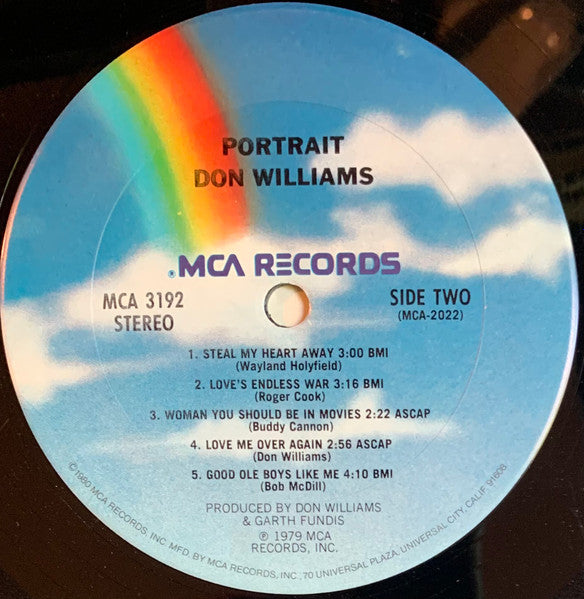 PORTRAIT
DON WILLIAMS
MCA RECORDS
MCA 3192
STEREO
SIDE TWO
(MCA-2022)
1. STEAL MY HEART AWAY 3:00 BMI
(Wayland Holyfield)
2. LOVE'S ENDLESS WAR 3:16 BMI
(Roger Cook)
3. WOMAN YOU SHOULD BE IN MOVIES 2:22 ASCAP
(Buddy Cannon)
4. LOVE ME OVER AGAIN 2:56 ASCAP
(Don Williams)
5. GOOD OLE BOYS LIKE ME 4:10 BMI
(Bob McDill)
PRODUCED BY DON WILLIAMS
& GARTH FUNDIS
℗ 1979 MCA
RECORDS, INC.
©1980 MCA RECORDS, INC. MFD. BY MCA RECORDS, INC., 70 UNIVERSAL PLAZA, UNIVERSAL CITY, CALIF. 91608